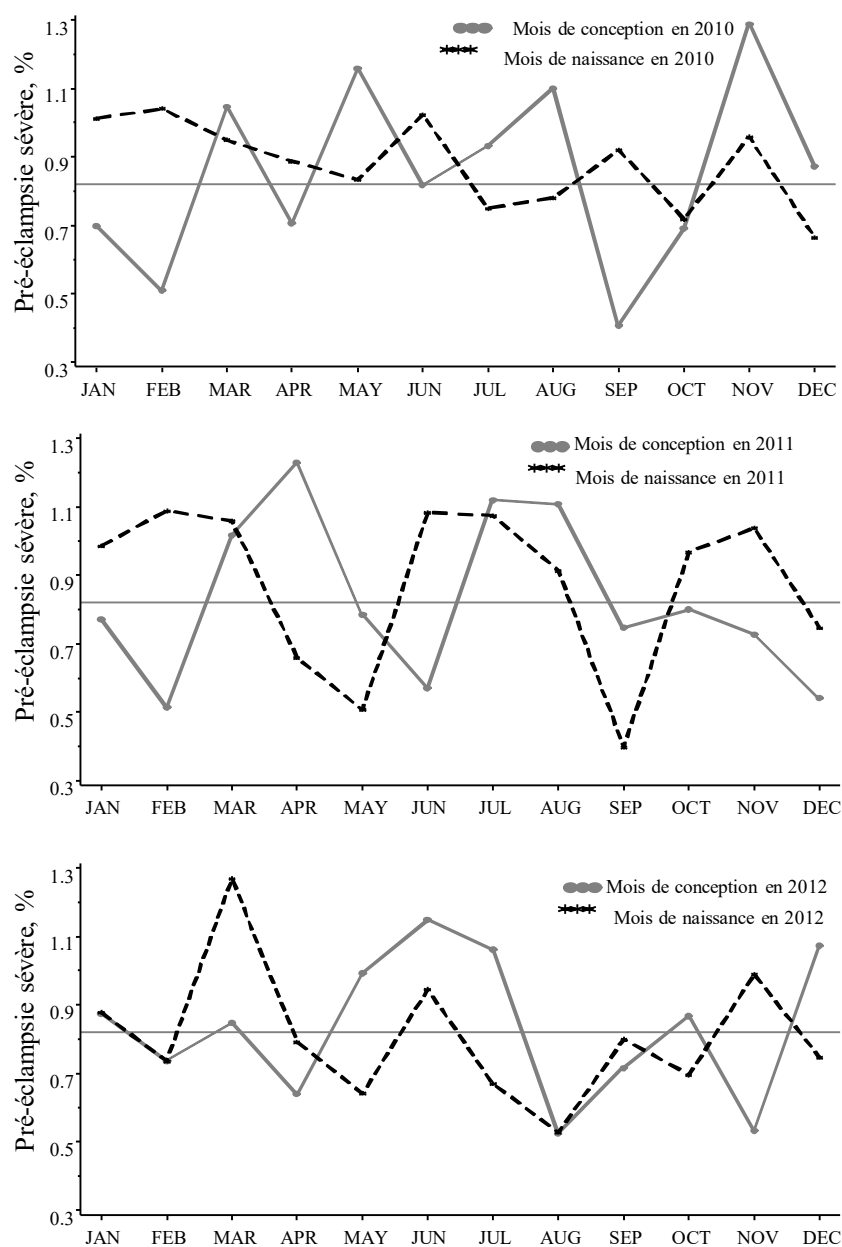 Pré-éclampsie sévère, %
Mois de conception en 2010
Mois de naissance en 2010
1.3
1.1
0.9
0.7
0.5
0.3
JAN FEB MAR APR MAY JUN JUL AUG SEP OCT NOV DEC
Pré-éclampsie sévère, %
Mois de conception en 2011
Mois de naissance en 2011
1.3
1.1
0.9
0.7
0.5
0.3
JAN FEB MAR APR MAY JUN JUL AUG SEP OCT NOV DEC
Pré-éclampsie sévère, %
Mois de conception en 2012
Mois de naissance en 2012
1.3
1.1
0.9
0.7
0.5
0.3
JAN FEB MAR APR MAY JUN JUL AUG SEP OCT NOV DEC